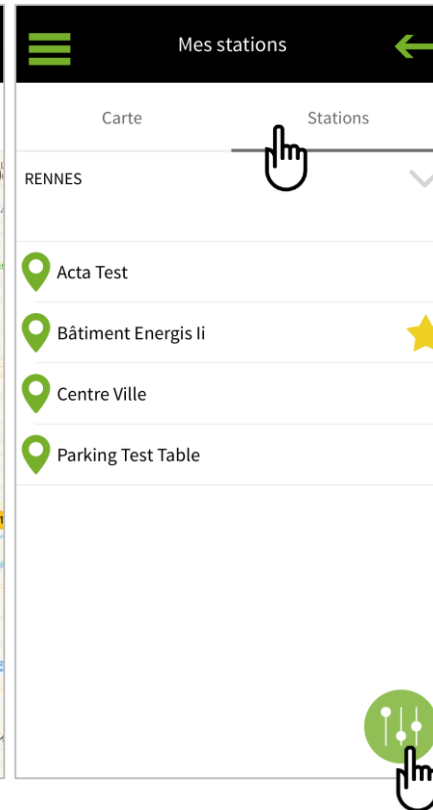 Mes stations
Carte
Stations
RENNES
Acta Test
Bâtiment Energis Ii
Centre Ville
Parking Test Table